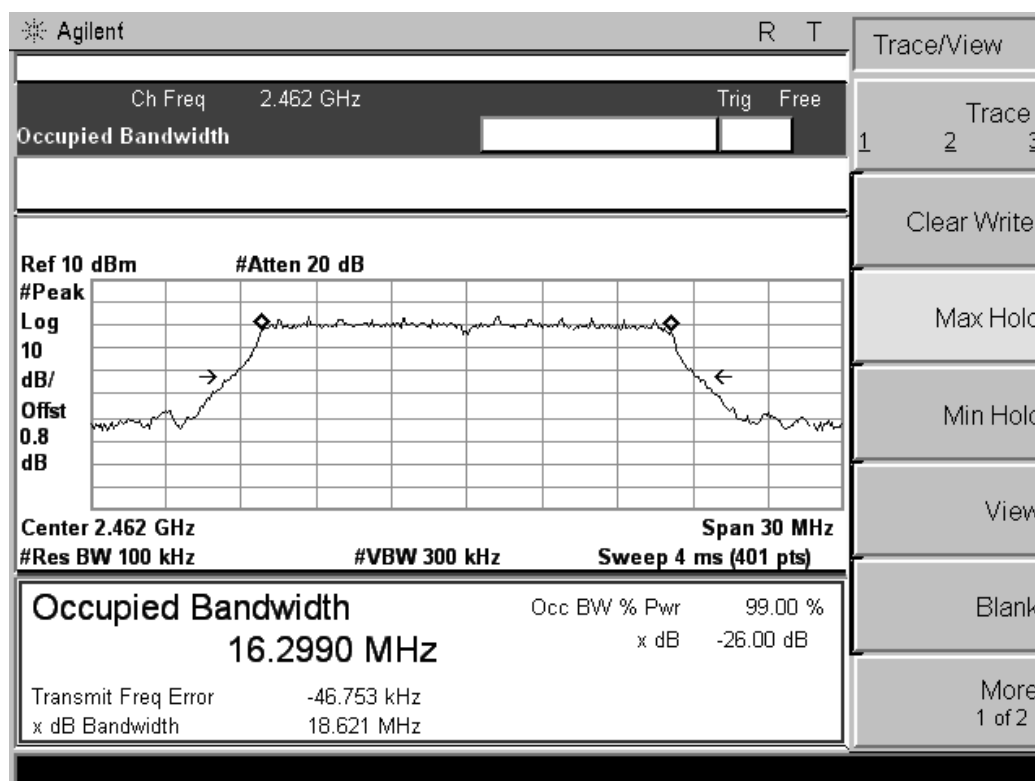 Agilent R T
Trace/View
Ch Freq 2.462 GHz Trig Free
Occupied Bandwidth
Trace
1 2 3
Clear Write
Ref 10 dBm #Atten 20 dB
#Peak
Log
10
dB/
Offst
0.8
dB
Max Hold
Min Hold
View
Center 2.462 GHz Span 30 MHz
#Res BW 100 kHz #VBW 300 kHz Sweep 4 ms (401 pts)
Occupied Bandwidth
16.2990 MHz
Occ BW % Pwr 99.00 %
x dB -26.00 dB
Transmit Freq Error -46.753 kHz
x dB Bandwidth 18.621 MHz
Blank
More
1 of 2